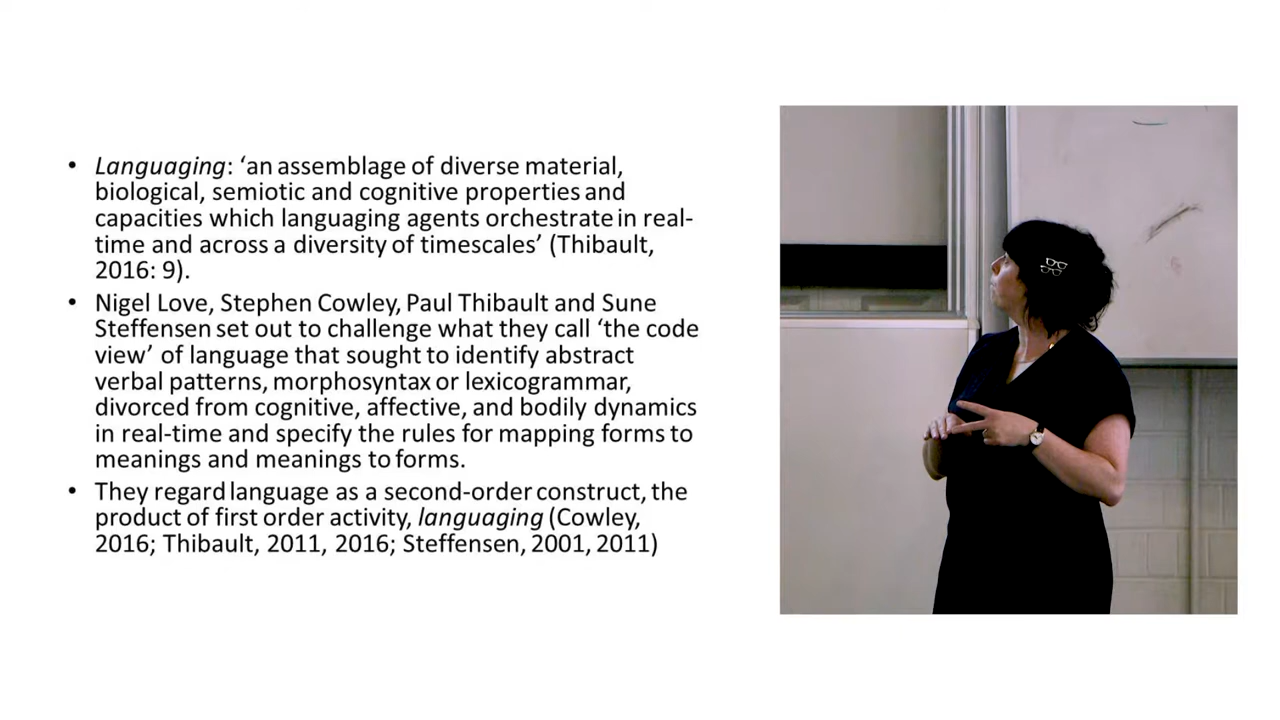 • Languaging: ‘an assemblage of diverse material,
biological, semiotic and cognitive properties and
capacities which languaging agents orchestrate in real-
time and across a diversity of timescales’ (Thibault,
2016: 9).
• Nigel Love, Stephen Cowley, Paul Thibault and Sune
Steffensen set out to challenge what they call ‘the code
view’ of language that sought to identify abstract
verbal patterns, morphosyntax or lexicogrammar,
divorced from cognitive, affective, and bodily dynamics
in real-time and specify the rules for mapping forms to
meanings and meanings to forms.
• They regard language as a second-order construct, the
product of first order activity, languaging (Cowley,
2016; Thibault, 2011, 2016; Steffensen, 2001, 2011)